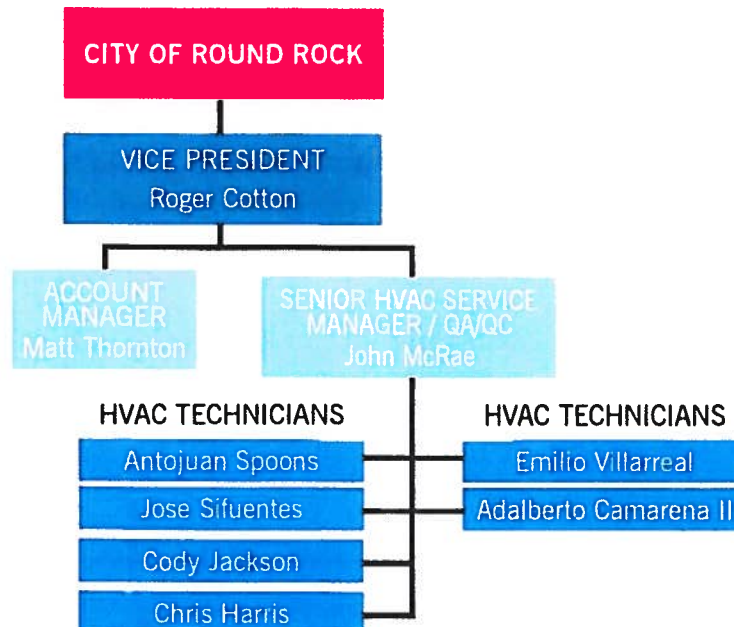 CITY OF ROUND ROCK
VICE PRESIDENT
Roger Cotton
ACCOUNT
MANAGER
Matt Thornton
SENIOR HVAC SERVICE
MANAGER / QA/QC
John McRae
HVAC TECHNICIANS
Antojuan Spoons
Jose Sifuentes
Cody Jackson
Chris Harris
HVAC TECHNICIANS
Emilio Villarreal
Adalberto Camarena II